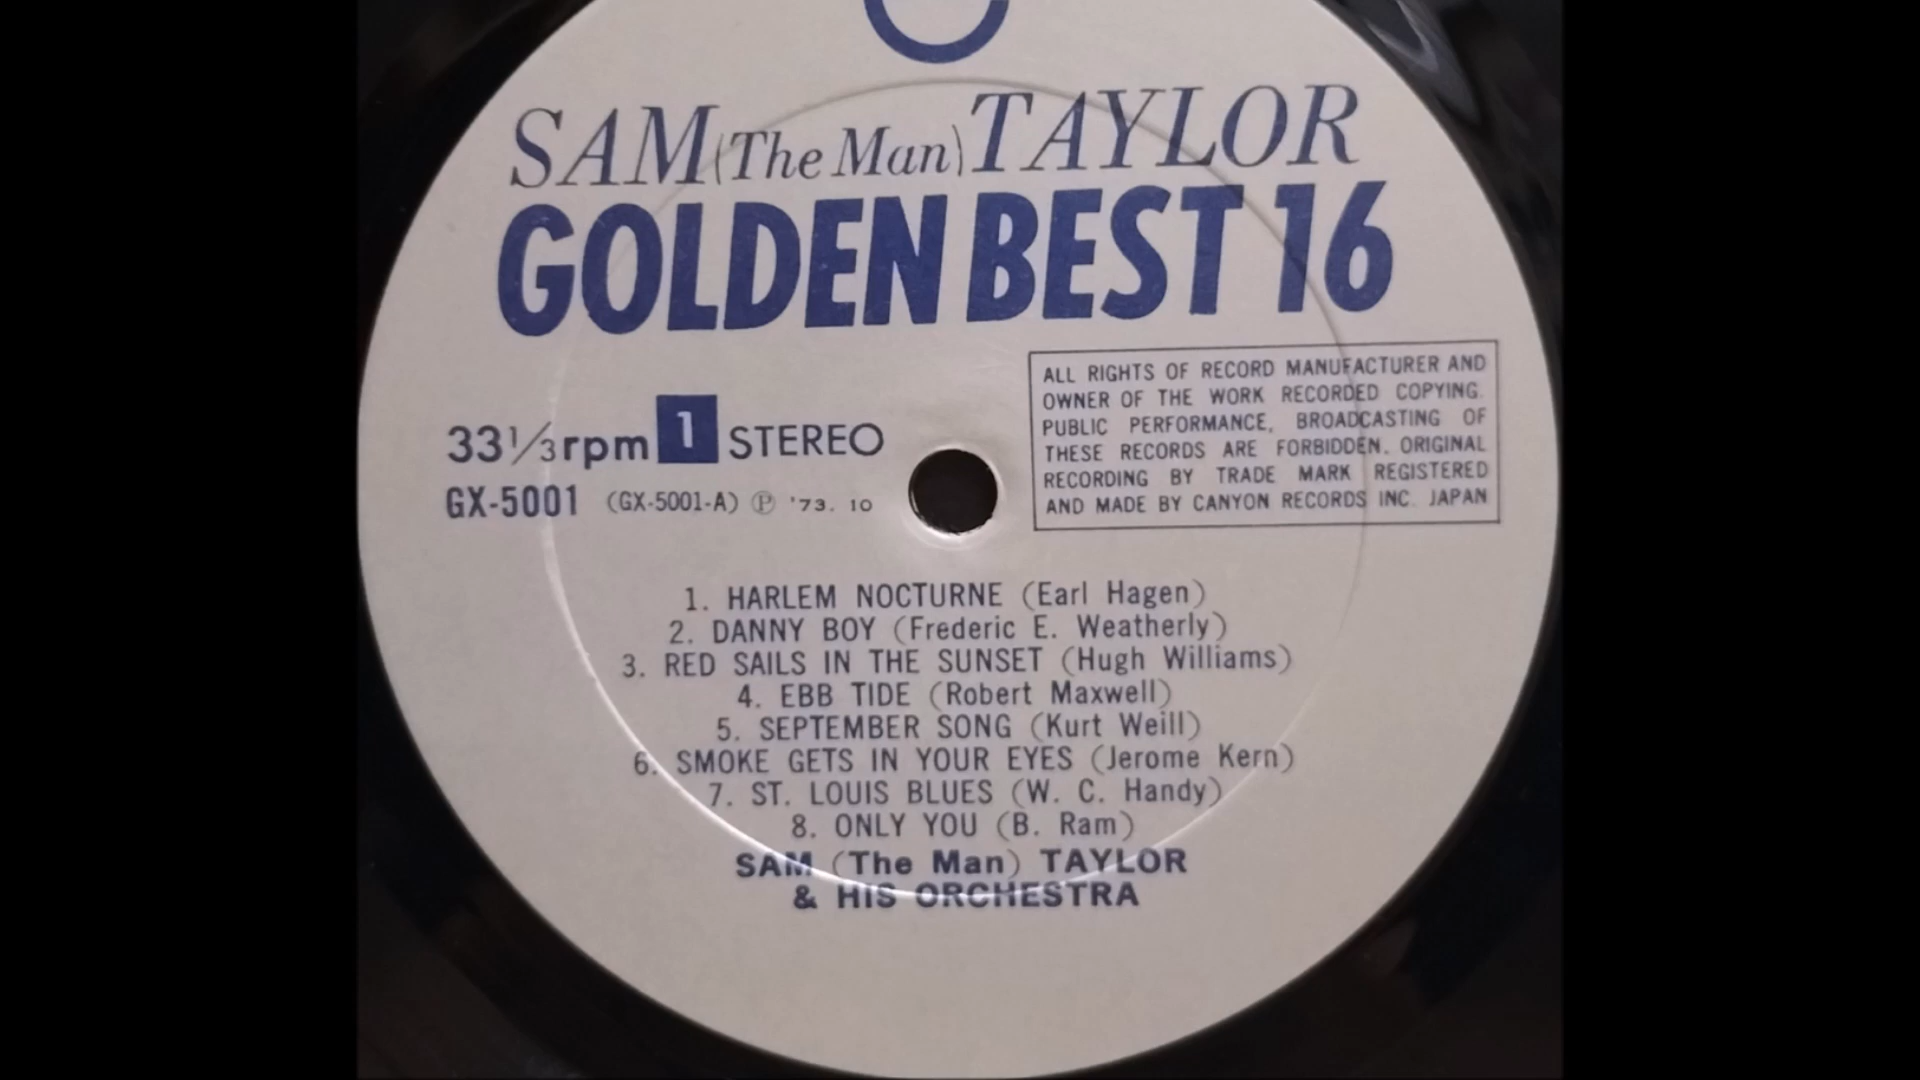 SAM (The Man) TAYLOR
GOLDEN BEST 16
33 1/3 rpm 1 STEREO
GX-5001 (GX-5001-A) Ⓟ '73. 10
ALL RIGHTS OF RECORD MANUFACTURER AND
OWNER OF THE WORK RECORDED COPYING.
PUBLIC PERFORMANCE, BROADCASTING OF
THESE RECORDS ARE FORBIDDEN. ORIGINAL
RECORDING BY TRADE MARK REGISTERED
AND MADE BY CANYON RECORDS INC. JAPAN
1. HARLEM NOCTURNE (Earl Hagen)
2. DANNY BOY (Frederic E. Weatherly)
3. RED SAILS IN THE SUNSET (Hugh Williams)
4. EBB TIDE (Robert Maxwell)
5. SEPTEMBER SONG (Kurt Weill)
6. SMOKE GETS IN YOUR EYES (Jerome Kern)
7. ST. LOUIS BLUES (W. C. Handy)
8. ONLY YOU (B. Ram)
SAM (The Man) TAYLOR
& HIS ORCHESTRA